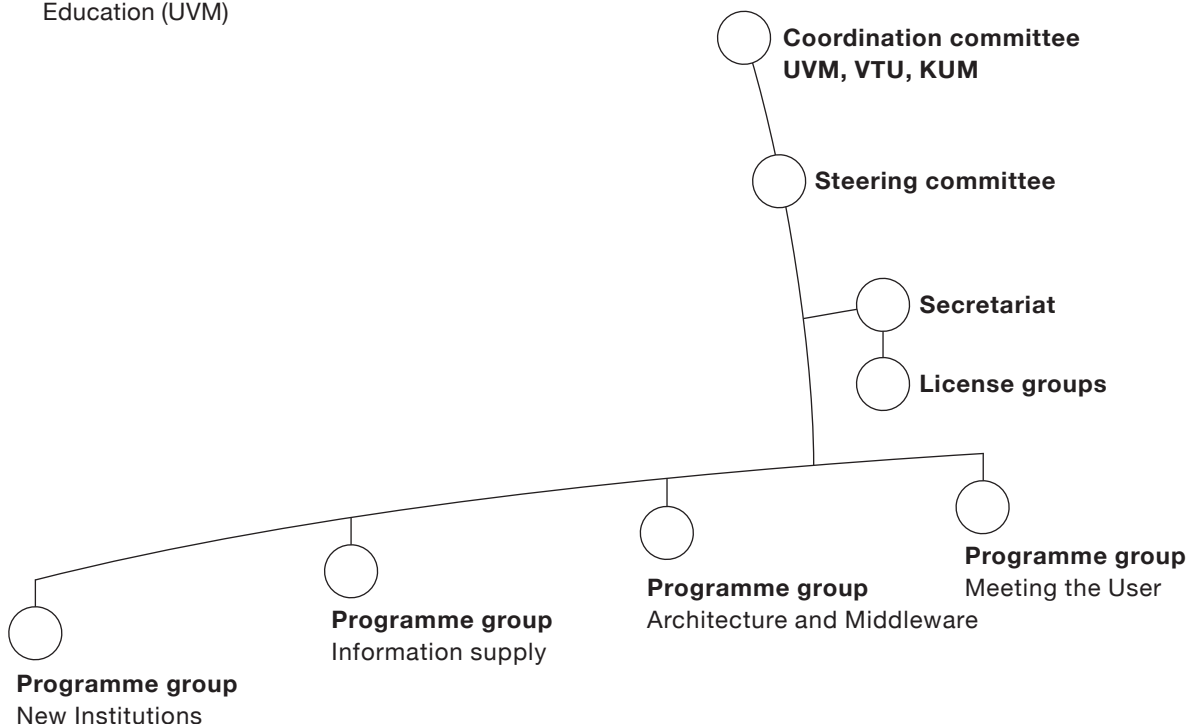 Education (UVM)
Coordination committee
UVM, VTU, KUM
Steering committee
Secretariat
License groups
Programme group
Meeting the User
Programme group
Architecture and Middleware
Programme group
Information supply
Programme group
New Institutions